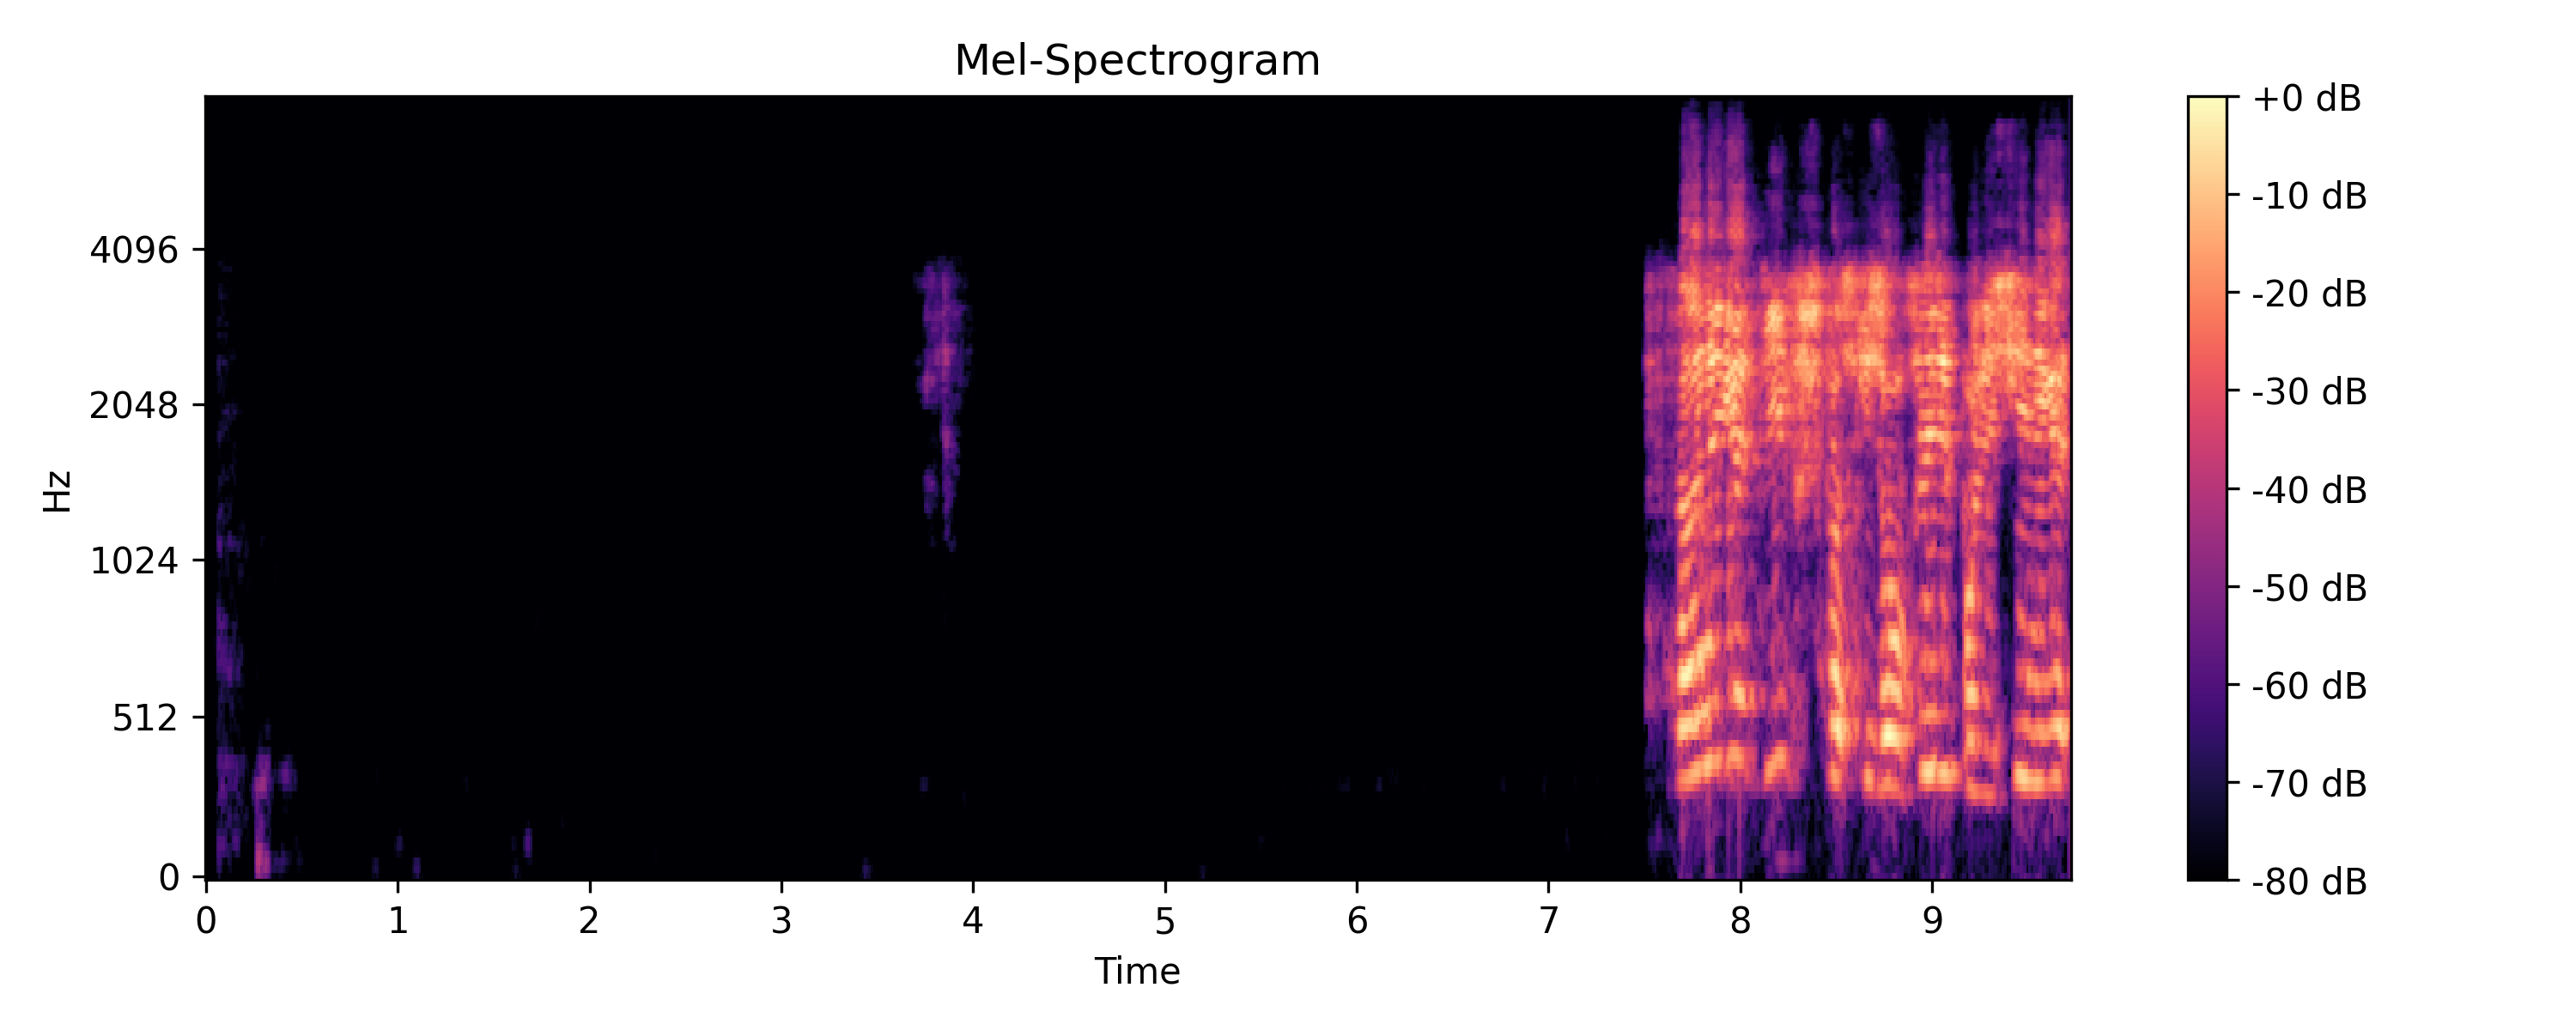 Mel-Spectrogram
+0 dB
-10 dB
-20 dB
-30 dB
-40 dB
-50 dB
-60 dB
-70 dB
-80 dB
Hz
4096
2048
1024
512
0
0 1 2 3 4 5 6 7 8 9
Time